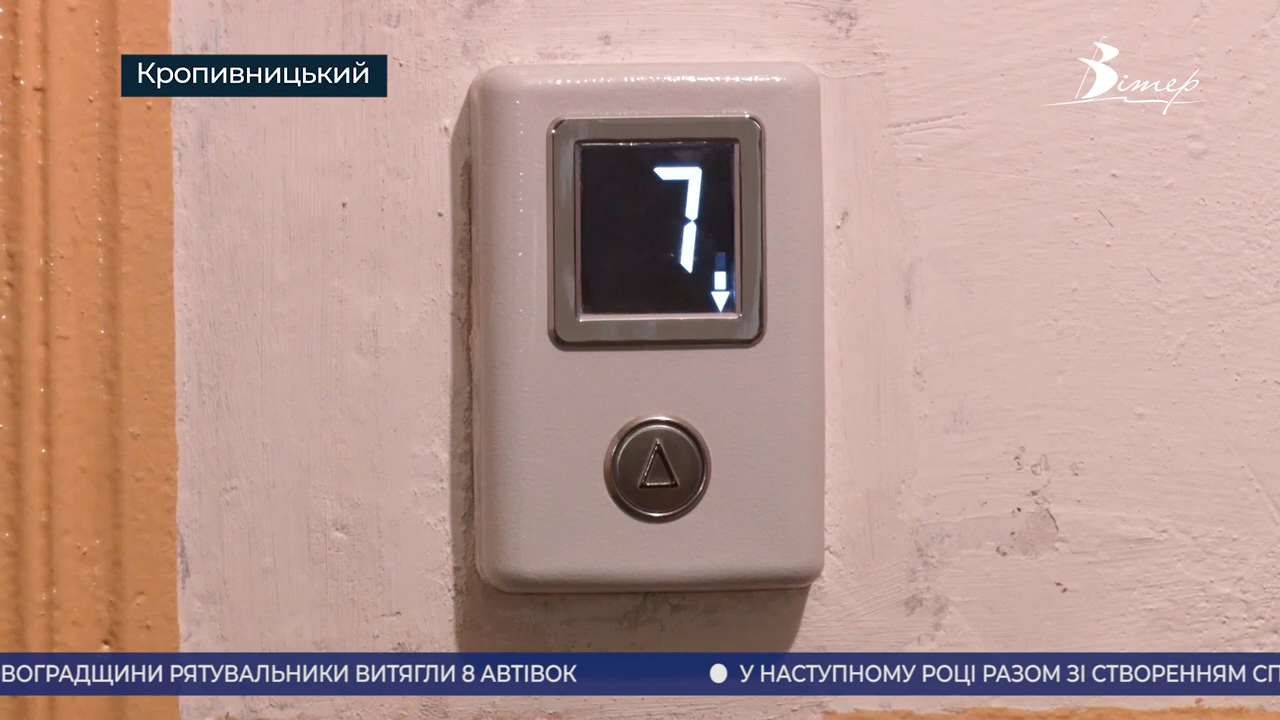 Кропивницький
Вітер
7
ВОГРАДЩИНИ РЯТУВАЛЬНИКИ ВИТЯГЛИ 8 АВТІВОК
У НАСТУПНОМУ РОЦІ РАЗОМ ЗІ СТВОРЕННЯМ СП